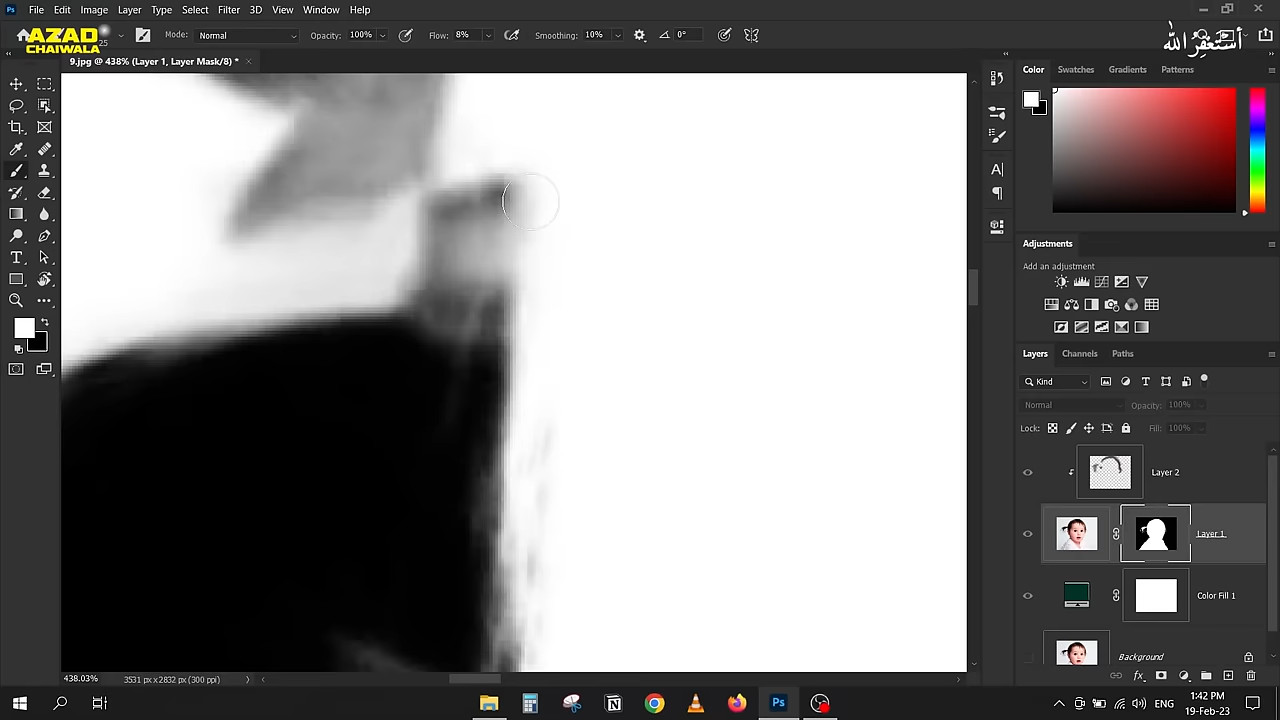 File Edit Image Layer Type Select Filter 3D View Window Help
AZAD
CHAIWALA
25
Mode: Normal Opacity: 100% Flow: 8% Smoothing: 10% 0°
أستغفر الله
9.jpg @ 438% (Layer 1, Layer Mask/8) *
Color Swatches Gradients Patterns
Adjustments
Add an adjustment
Layers Channels Paths
Kind
Normal Opacity: 100%
Lock: Fill: 100%
Layer 2
Layer 1
Color Fill 1
Background
438.03% 3531 px x 2832 px (300 ppi)
ENG
1:42 PM
19-Feb-23